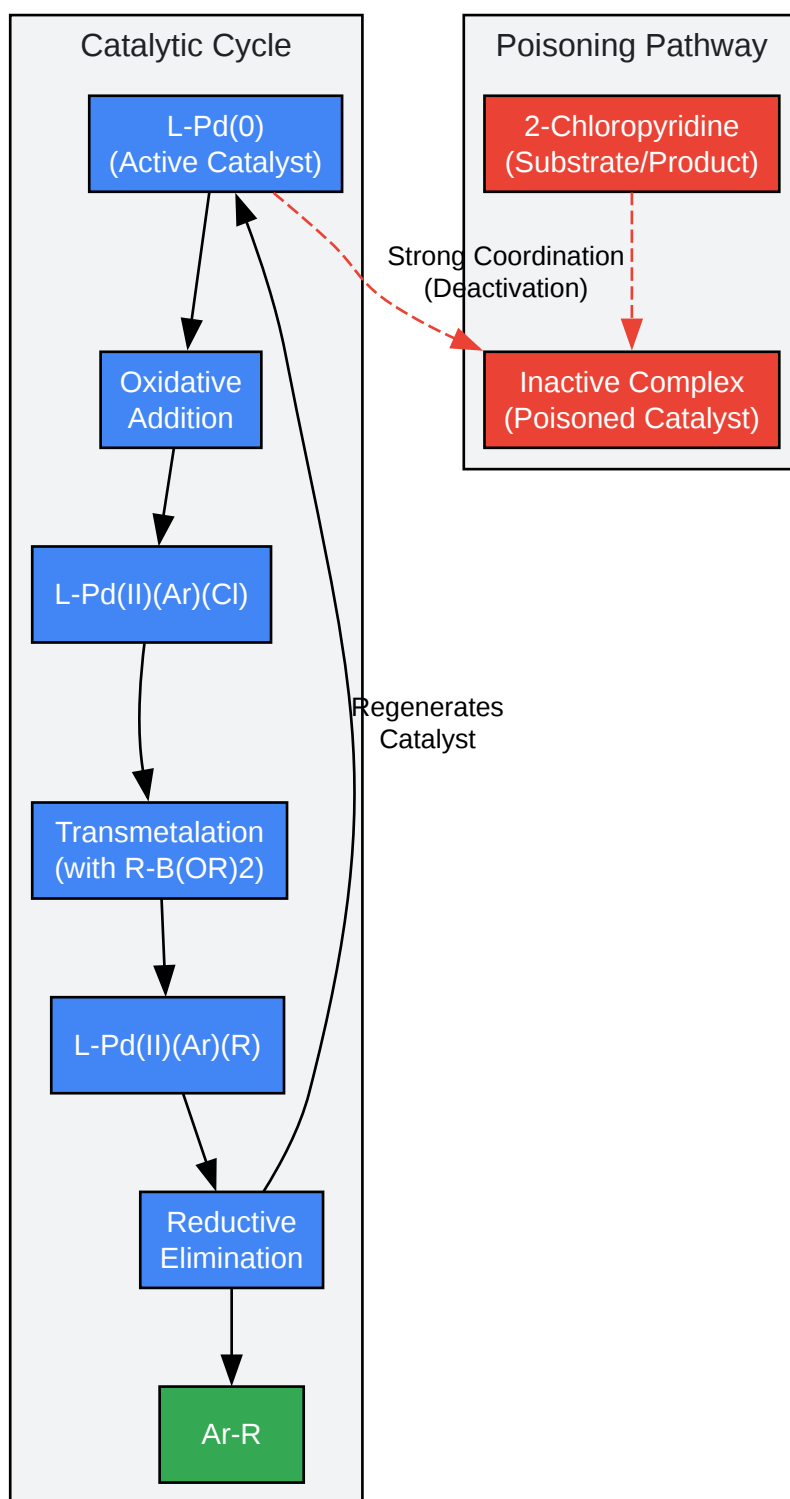 Catalytic Cycle
L-Pd(0)
(Active Catalyst)
Oxidative
Addition
L-Pd(II)(Ar)(Cl)
Transmetalation
(with R-B(OR)2)
L-Pd(II)(Ar)(R)
Reductive
Elimination
Ar-R
Regenerates
Catalyst
Poisoning Pathway
2-Chloropyridine
(Substrate/Product)
Strong Coordination
(Deactivation)
Inactive Complex
(Poisoned Catalyst)